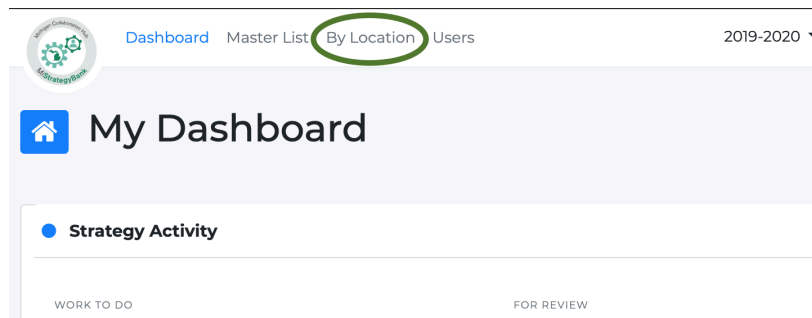 Michigan Collaboration Hub
MiStrategyBank
Dashboard Master List By Location Users
2019-2020
My Dashboard
Strategy Activity
WORK TO DO
FOR REVIEW